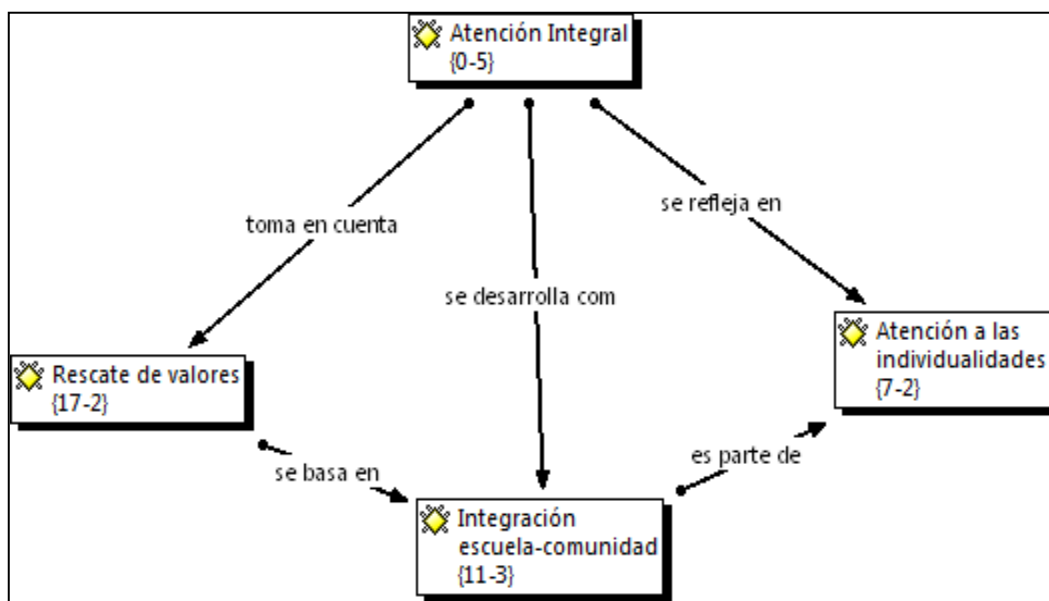 Atención Integral
{0-5}
toma en cuenta
se refleja en
se desarrolla com
Rescate de valores
{17-2}
Atención a las
individualidades
{7-2}
se basa en
es parte de
Integración
escuela-comunidad
{11-3}